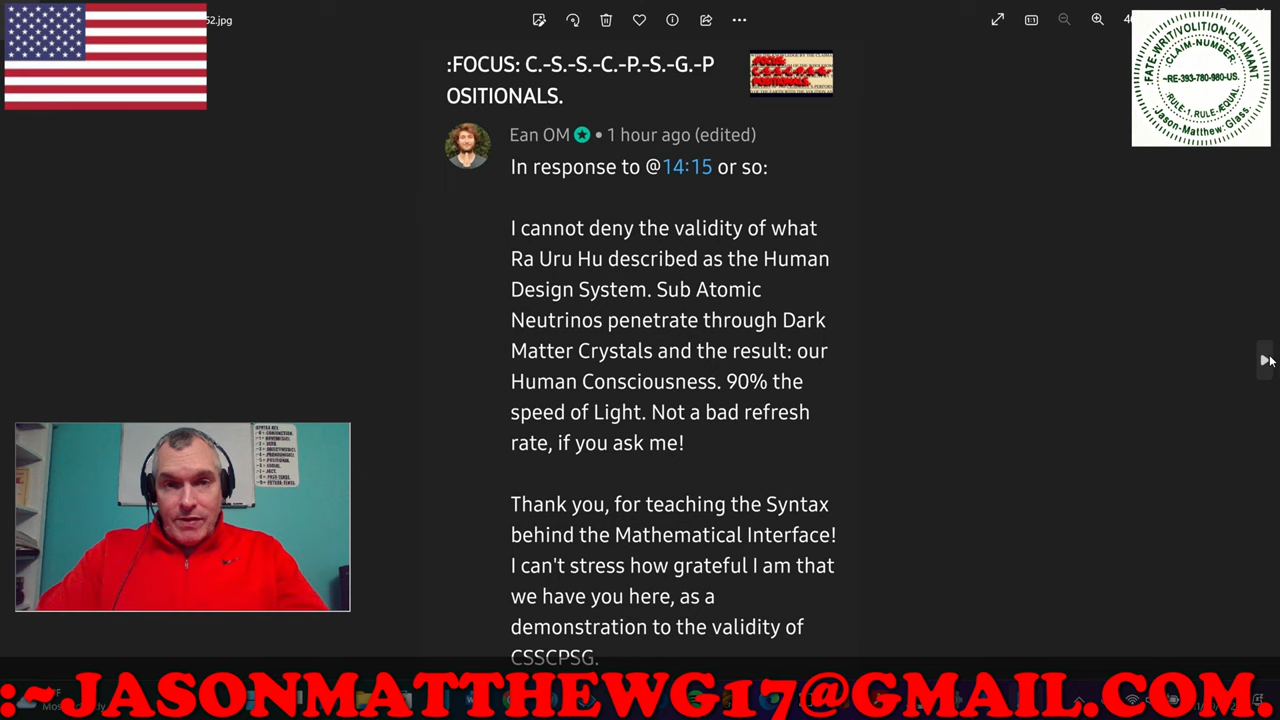 52.jpg
:FOCUS: C.-S.-S.-C.-P.-S.-G.-P
OSITIONALS.
Ean OM • 1 hour ago (edited)
In response to @14:15 or so:
I cannot deny the validity of what
Ra Uru Hu described as the Human
Design System. Sub Atomic
Neutrinos penetrate through Dark
Matter Crystals and the result: our
Human Consciousness. 90% the
speed of Light. Not a bad refresh
rate, if you ask me!
Thank you, for teaching the Syntax
behind the Mathematical Interface!
I can't stress how grateful I am that
we have you here, as a
demonstration to the validity of
CSSCPSG.
:FATE-WRIT/VOLITION-CLAIMANT.
CLAIM-NUMBER:
~RE-393-780-980-US.
:RULE:1. RULE-ÆQUAL.
:Jason-Matthew: Glass.
:~ JASONMATTHEWG17@GMAIL.COM.